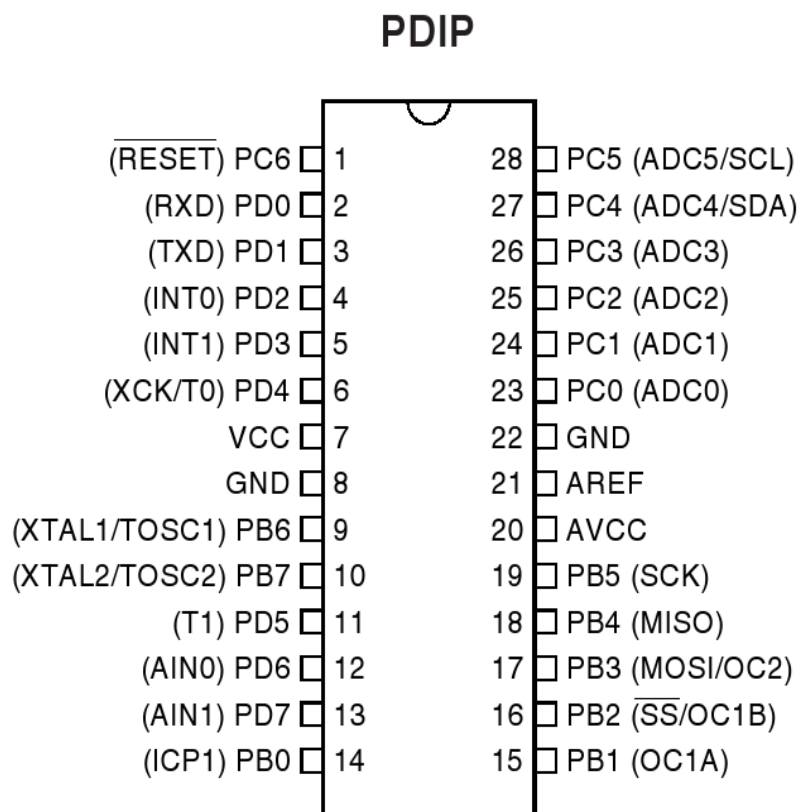 PDIP
(RESET) PC6 1 28 PC5 (ADC5/SCL)
(RXD) PD0 2 27 PC4 (ADC4/SDA)
(TXD) PD1 3 26 PC3 (ADC3)
(INT0) PD2 4 25 PC2 (ADC2)
(INT1) PD3 5 24 PC1 (ADC1)
(XCK/T0) PD4 6 23 PC0 (ADC0)
VCC 7 22 GND
GND 8 21 AREF
(XTAL1/TOSC1) PB6 9 20 AVCC
(XTAL2/TOSC2) PB7 10 19 PB5 (SCK)
(T1) PD5 11 18 PB4 (MISO)
(AIN0) PD6 12 17 PB3 (MOSI/OC2)
(AIN1) PD7 13 16 PB2 (SS/OC1B)
(ICP1) PB0 14 15 PB1 (OC1A)